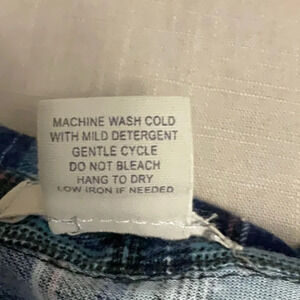 MACHINE WASH COLD
WITH MILD DETERGENT
GENTLE CYCLE
DO NOT BLEACH
HANG TO DRY
LOW IRON IF NEEDED